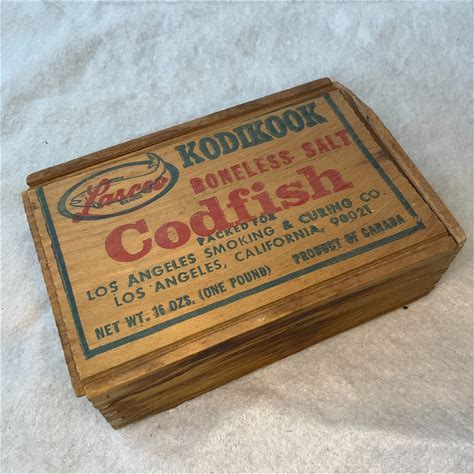 Lascco
KODIKOOK
BONELESS SALT
Codfish
PACKED FOR
LOS ANGELES SMOKING & CURING CO.
LOS ANGELES, CALIFORNIA, 90021
NET WT. 16 OZS. (ONE POUND) PRODUCT OF CANADA